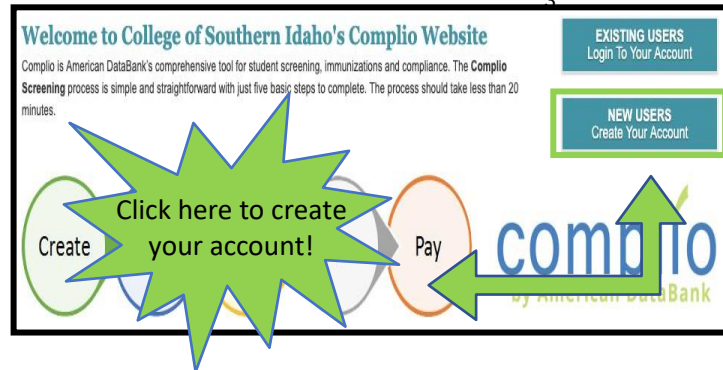 Welcome to College of Southern Idaho's Complio Website
Complio is American DataBank's comprehensive tool for student screening, immunizations and compliance. The Complio
Screening process is simple and straightforward with just five basic steps to complete. The process should take less than 20
minutes.
EXISTING USERS
Login To Your Account
NEW USERS
Create Your Account
Click here to create
your account!
Create
Pay
complio
by American DataBank